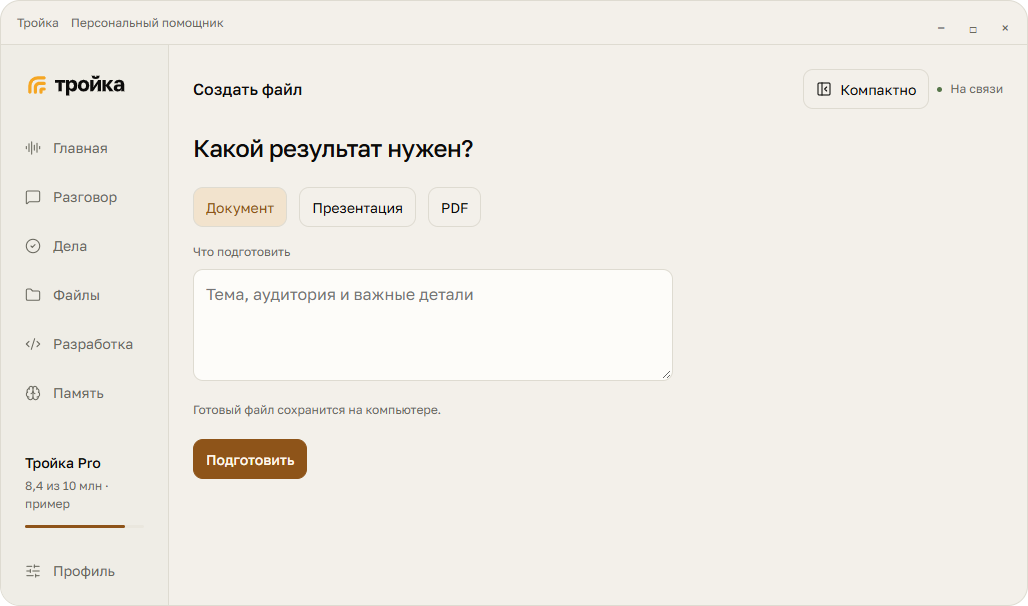 Тройка Персональный помощник
тройка
Главная
Разговор
Дела
Файлы
Разработка
Память
Тройка Pro
8,4 из 10 млн ·
пример
Профиль
Создать файл
Компактно
На связи
Какой результат нужен?
Документ Презентация PDF
Что подготовить
Тема, аудитория и важные детали
Готовый файл сохранится на компьютере.
Подготовить